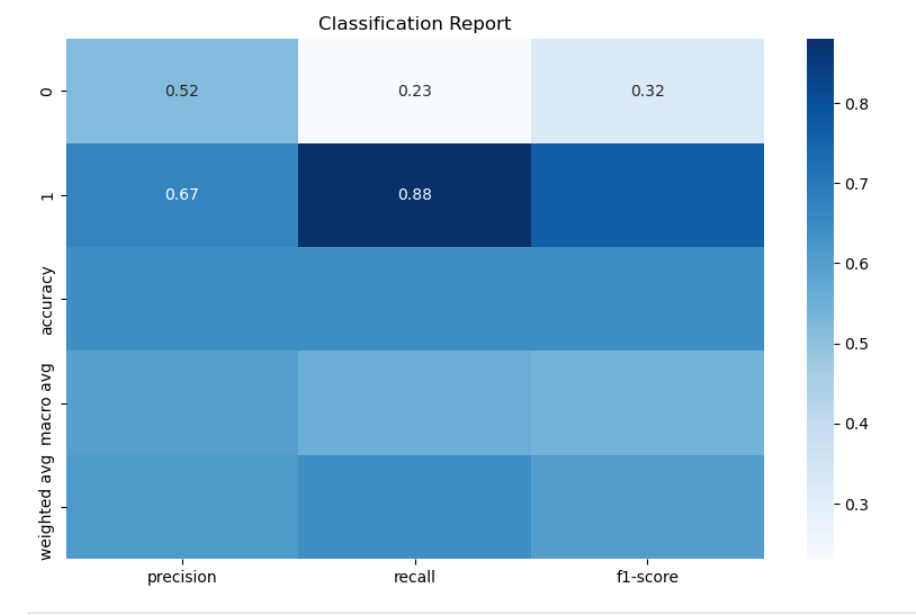 Classification Report
0 0.52 0.23 0.32
1 0.67 0.88
accuracy
macro avg
weighted avg
precision recall f1-score
0.8
0.7
0.6
0.5
0.4
0.3